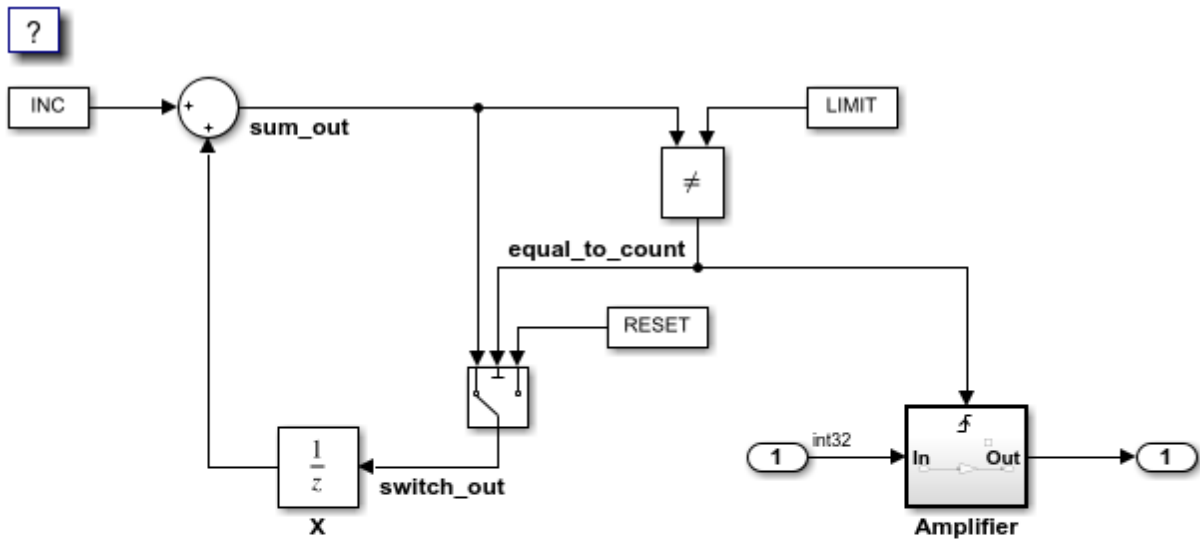 ?
INC
+
+
sum_out
LIMIT
≠
equal_to_count
RESET
1
z
X
switch_out
1
int32
In
Out
Amplifier
1